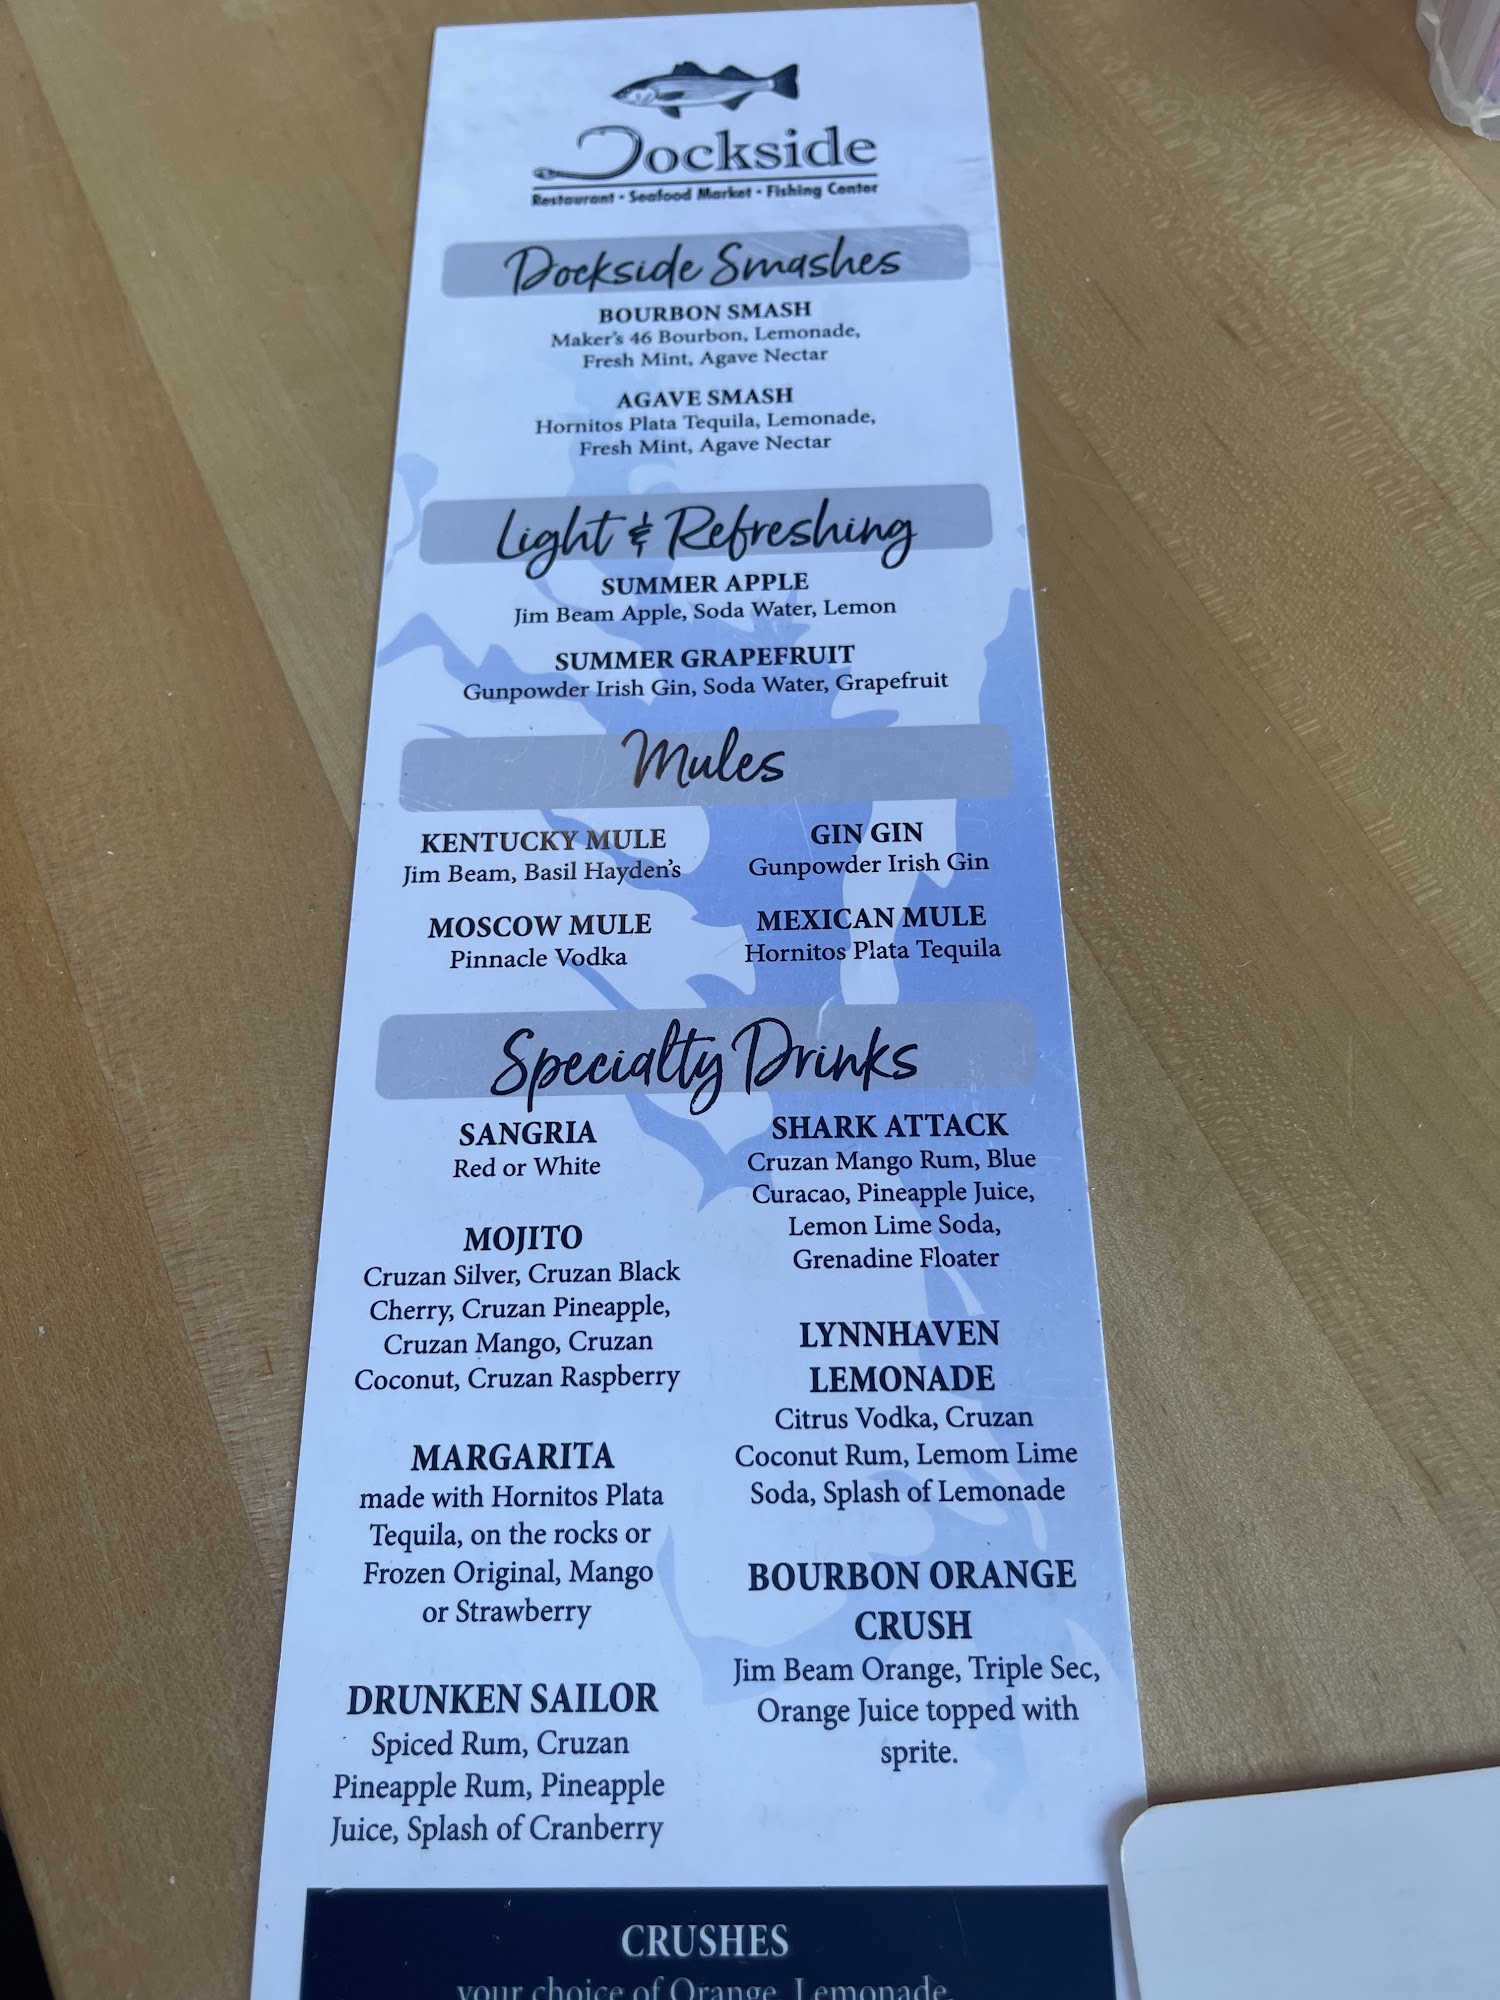 Dockside
Restaurant • Seafood Market • Fishing Center
Dockside Smashes
BOURBON SMASH
Maker's 46 Bourbon, Lemonade,
Fresh Mint, Agave Nectar
AGAVE SMASH
Hornitos Plata Tequila, Lemonade,
Fresh Mint, Agave Nectar
Light & Refreshing
SUMMER APPLE
Jim Beam Apple, Soda Water, Lemon
SUMMER GRAPEFRUIT
Gunpowder Irish Gin, Soda Water, Grapefruit
Mules
KENTUCKY MULE
Jim Beam, Basil Hayden's
MOSCOW MULE
Pinnacle Vodka
GIN GIN
Gunpowder Irish Gin
MEXICAN MULE
Hornitos Plata Tequila
Specialty Drinks
SANGRIA
Red or White
MOJITO
Cruzan Silver, Cruzan Black
Cherry, Cruzan Pineapple,
Cruzan Mango, Cruzan
Coconut, Cruzan Raspberry
MARGARITA
made with Hornitos Plata
Tequila, on the rocks or
Frozen Original, Mango
or Strawberry
DRUNKEN SAILOR
Spiced Rum, Cruzan
Pineapple Rum, Pineapple
Juice, Splash of Cranberry
SHARK ATTACK
Cruzan Mango Rum, Blue
Curacao, Pineapple Juice,
Lemon Lime Soda,
Grenadine Floater
LYNNHAVEN
LEMONADE
Citrus Vodka, Cruzan
Coconut Rum, Lemom Lime
Soda, Splash of Lemonade
BOURBON ORANGE
CRUSH
Jim Beam Orange, Triple Sec,
Orange Juice topped with
sprite.
CRUSHES
your choice of Orange, Lemonade,